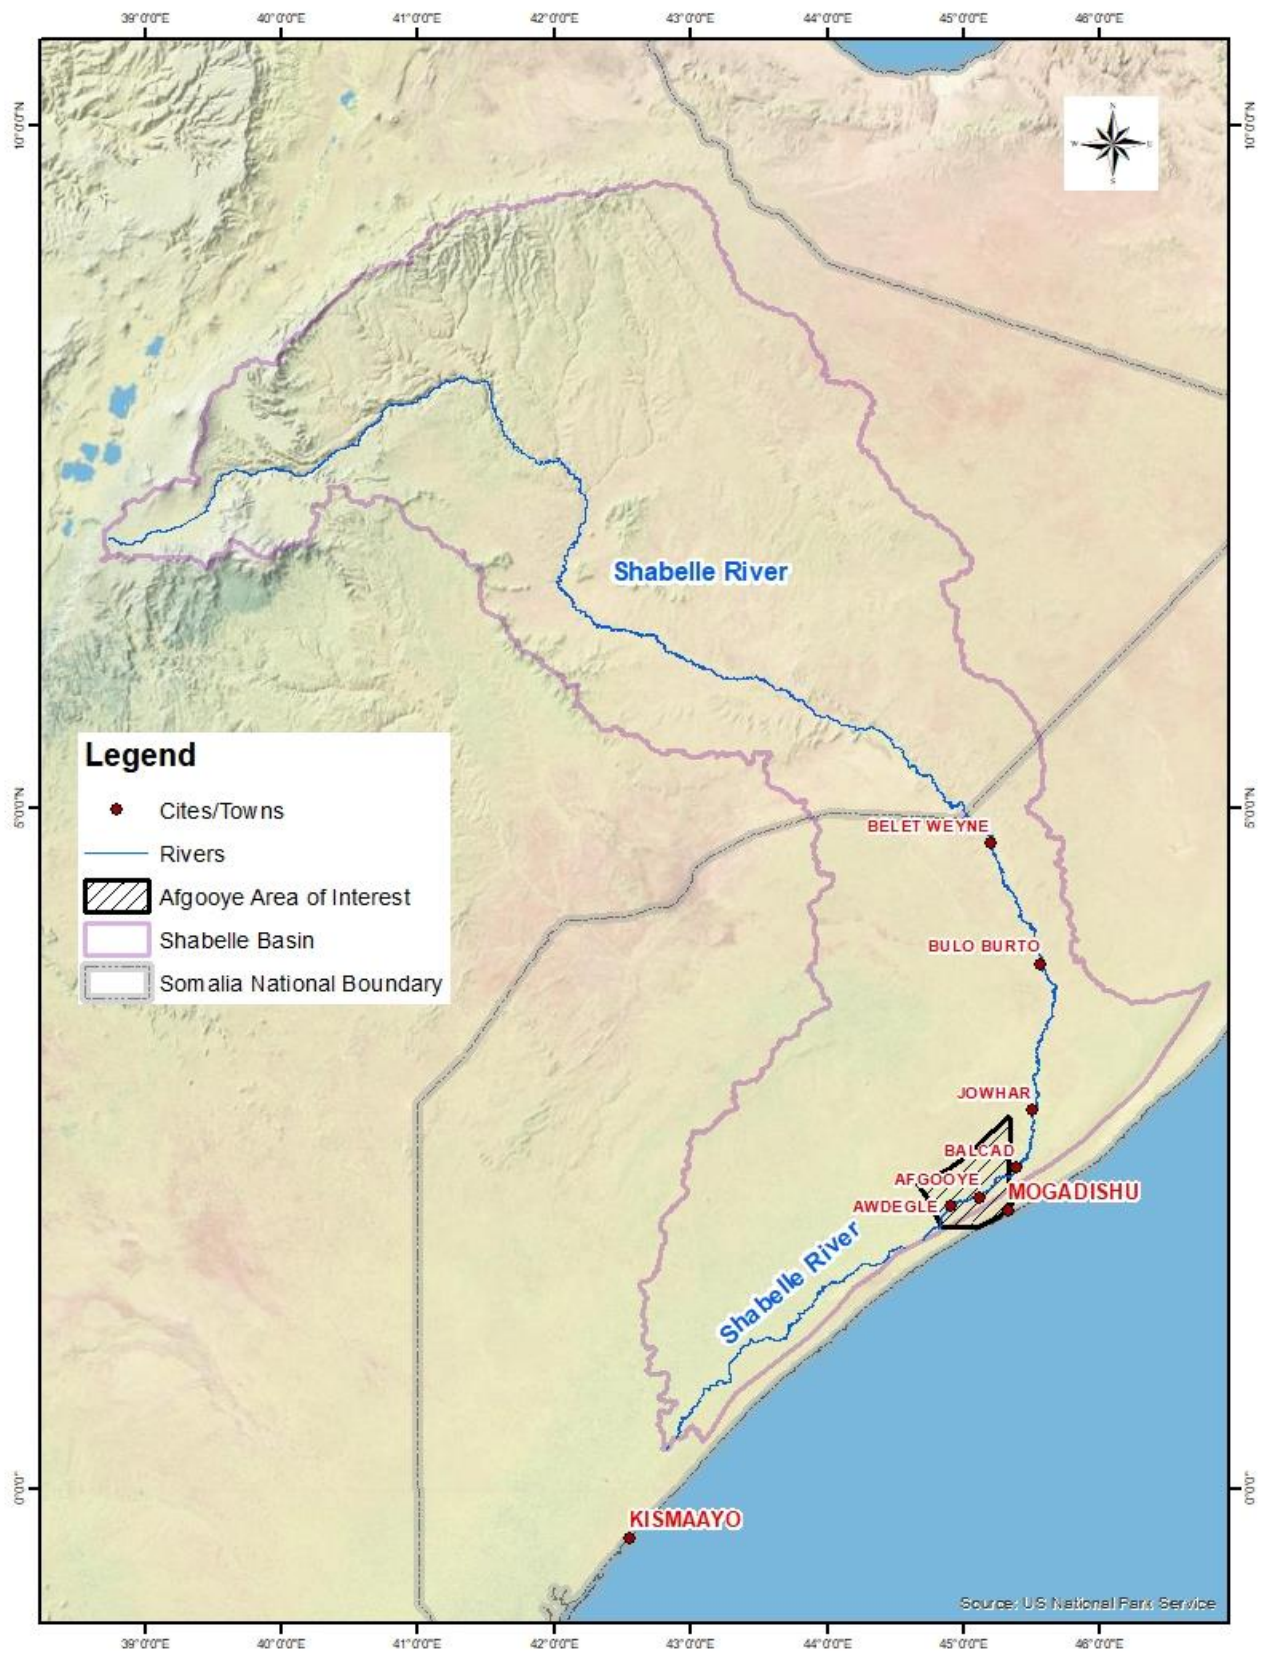 39°0'0"E 40°0'0"E 41°0'0"E 42°0'0"E 43°0'0"E 44°0'0"E 45°0'0"E 46°0'0"E
10°0'0"N
10°0'0"N
N
W
U
S
Shabelle River
Legend
Cites/Towns
Rivers
Afgooye Area of Interest
Shabelle Basin
Somalia National Boundary
5°0'0"N
5°0'0"N
BELET WEYNE
BULO BURTO
JOWHAR
BALCAD
AFGOOYE
MOGADISHU
AWDEGLE
Shabelle River
0°0'0"
0°0'0"
KISMAAYO
Source: US National Park Service
39°0'0"E 40°0'0"E 41°0'0"E 42°0'0"E 43°0'0"E 44°0'0"E 45°0'0"E 46°0'0"E